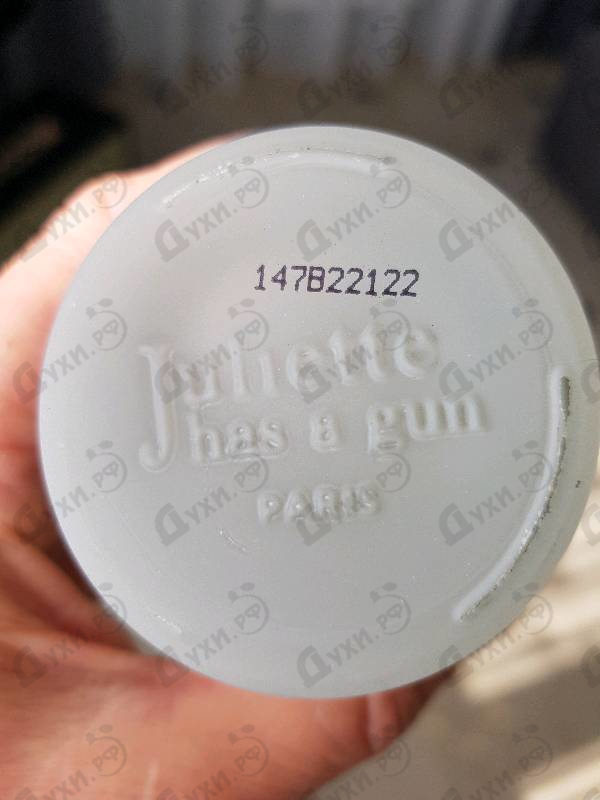 147B22122
Juliette
has a gun
PARIS
духи.рф